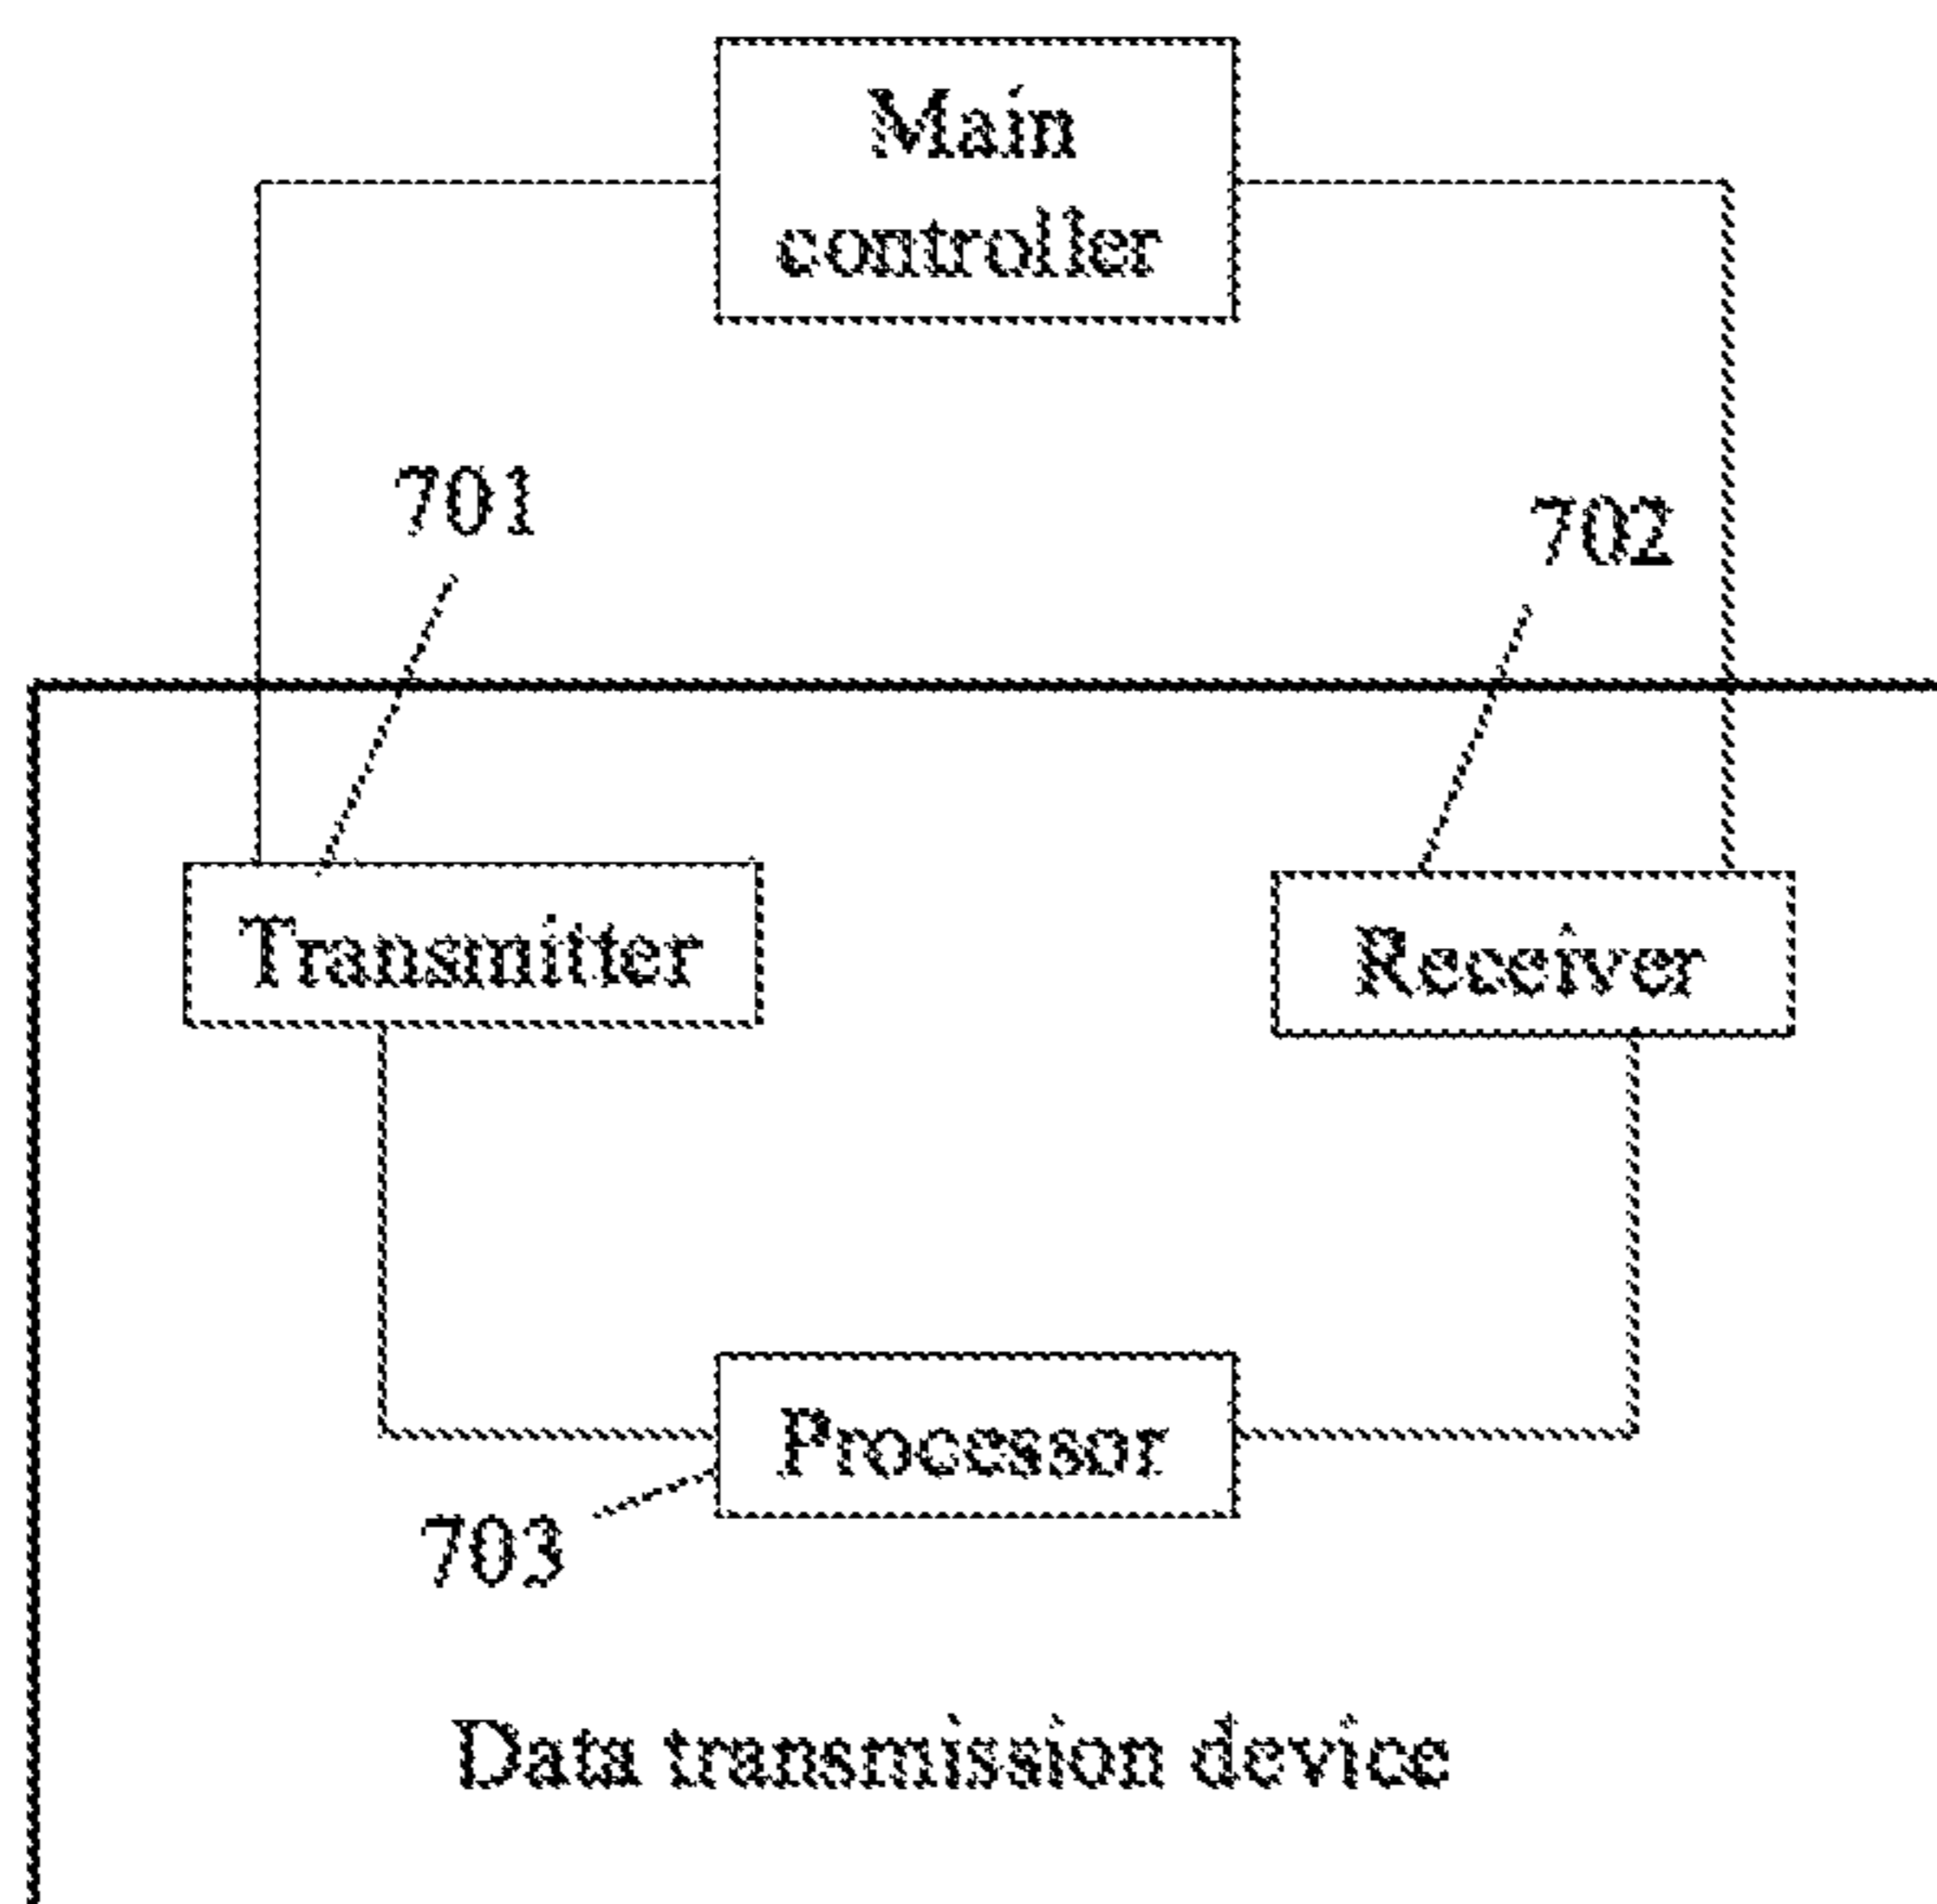 Main
controller
701
702
Transmitter
Receiver
Processor
703
Data transmission device